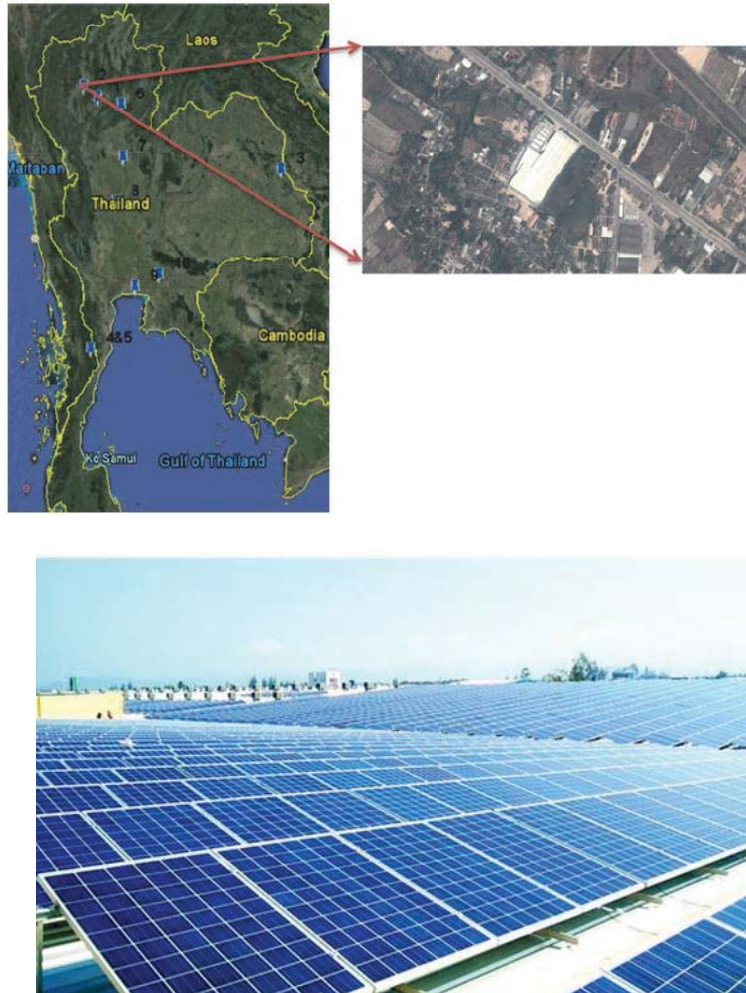 Laos
2
6
Martaban
7
3
8
Thailand
10
9
4&5
Cambodia
Ko Samui
Gulf of Thailand